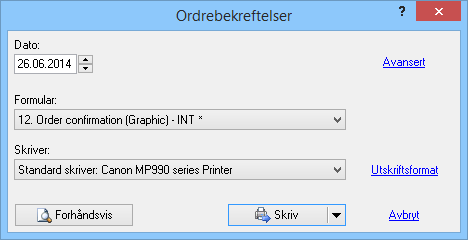 Ordrebekreftelser
?
Dato:
26.06.2014
Avansert
Formular:
12. Order confirmation (Graphic) - INT *
Skriver:
Standard skriver: Canon MP990 series Printer
Utskriftsformat
Forhåndsvis
Skriv
Avbryt